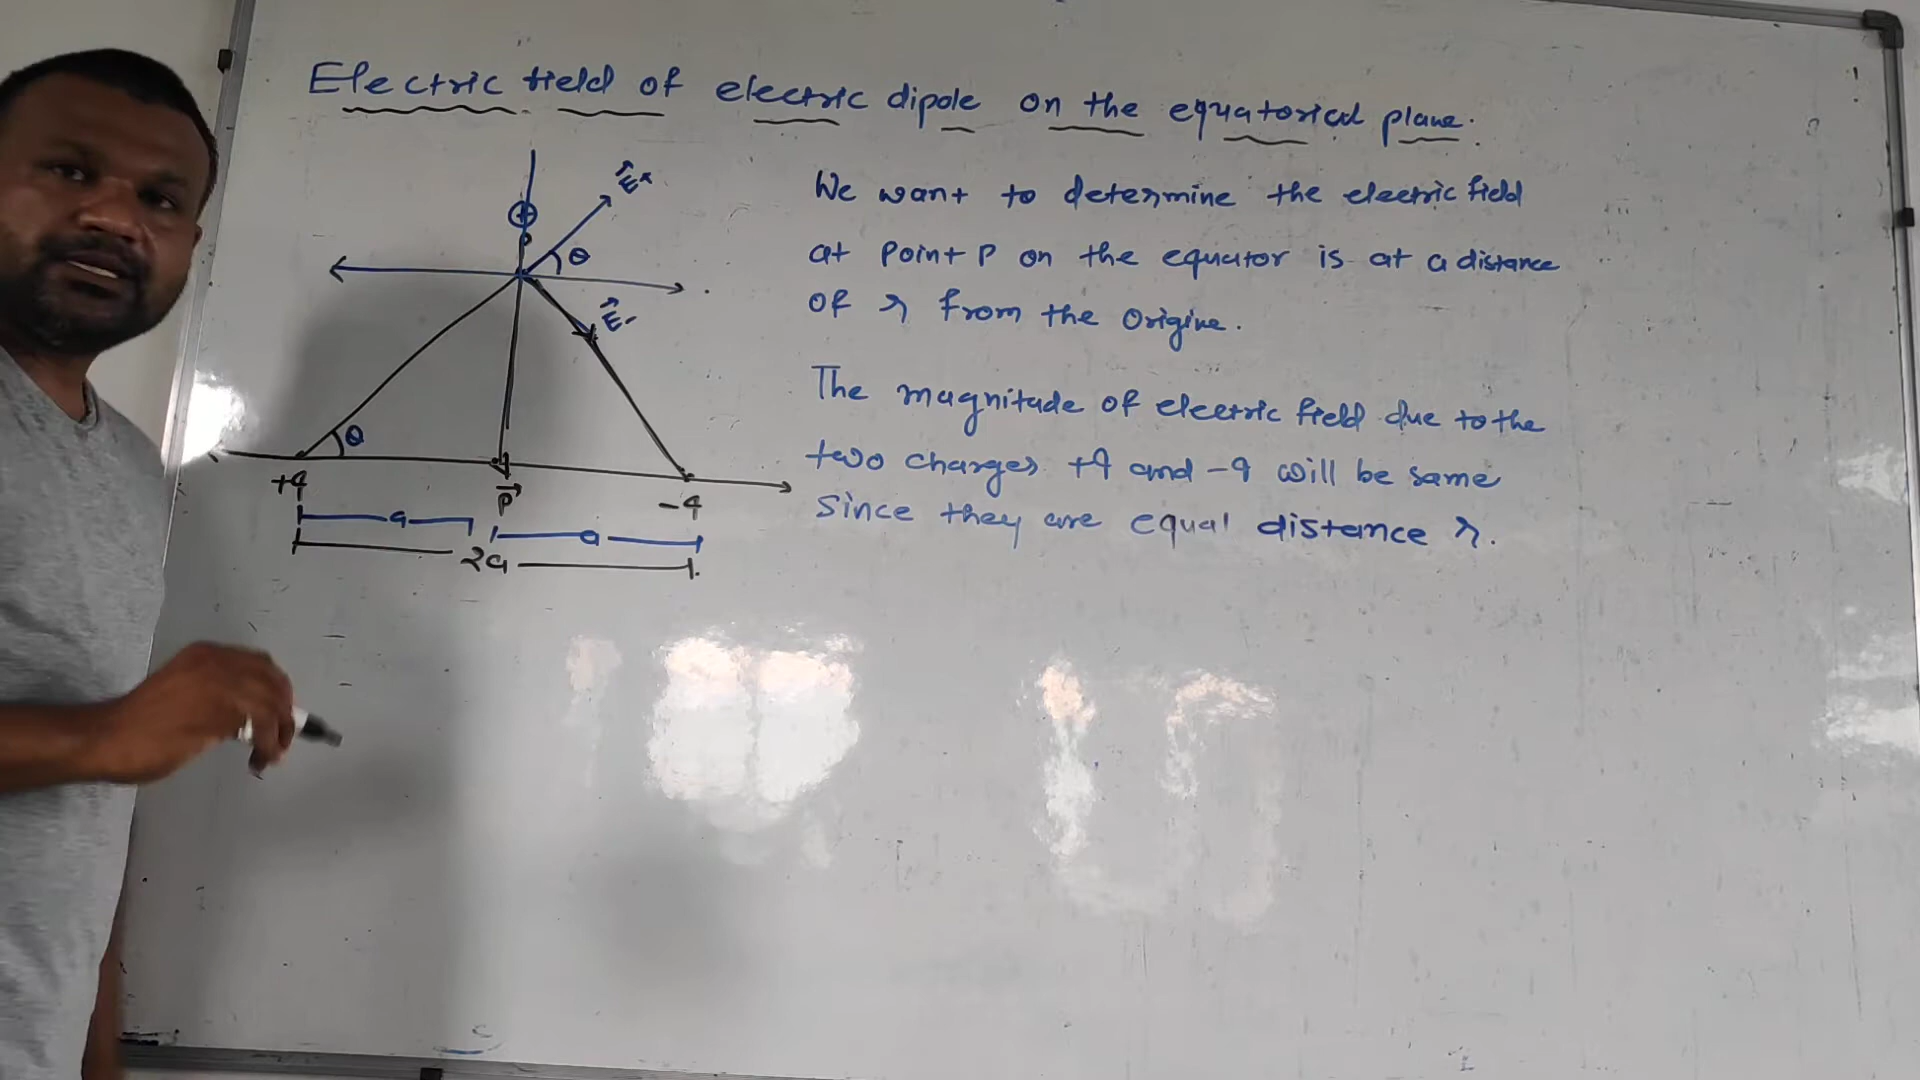 Electric field of electric dipole on the equatorical plane.
We want to determine the electric field
at point P on the equator is at a distance
of r from the origine.
The magnitude of electric field due to the
two charges +q and -q will be same
Since they are equal distance r.
E+
P
θ
E-
θ
+q
P
-q
a
a
2a